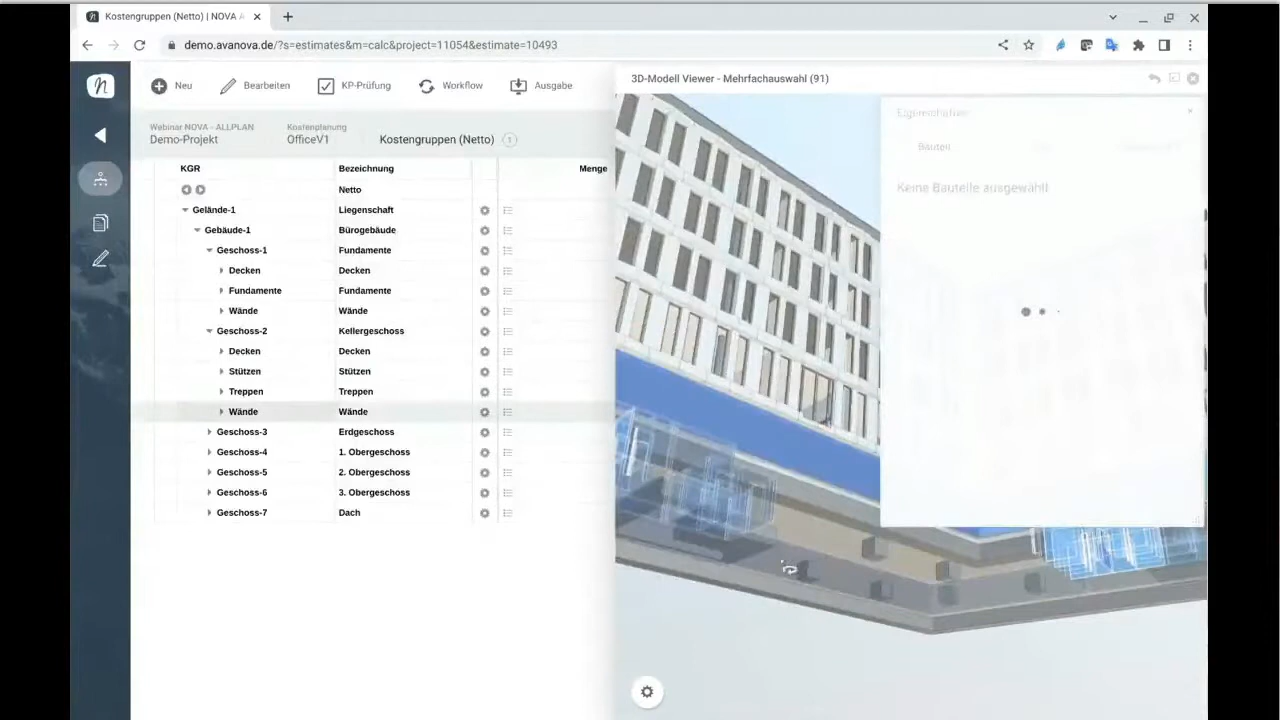 Kostengruppen (Netto) | NOVA A
demo.avanova.de/?s=estimates&m=calc&project=11054&estimate=10493
Neu Bearbeiten KP-Prüfung Workflow Ausgabe
3D-Modell Viewer - Mehrfachauswahl (91)
Webinar NOVA - ALLPLAN Kostenplanung
Demo-Projekt OfficeV1 Kostengruppen (Netto) 1
KGR Bezeichnung Menge
Netto
Gelände-1 Liegenschaft
Gebäude-1 Bürogebäude
Geschoss-1 Fundamente
Decken Decken
Fundamente Fundamente
Wände Wände
Geschoss-2 Kellergeschoss
Decken Decken
Stützen Stützen
Treppen Treppen
Wände Wände
Geschoss-3 Erdgeschoss
Geschoss-4 1. Obergeschoss
Geschoss-5 2. Obergeschoss
Geschoss-6 3. Obergeschoss
Geschoss-7 Dach
Eigenschaften
Bauteil
Keine Bauteile ausgewählt